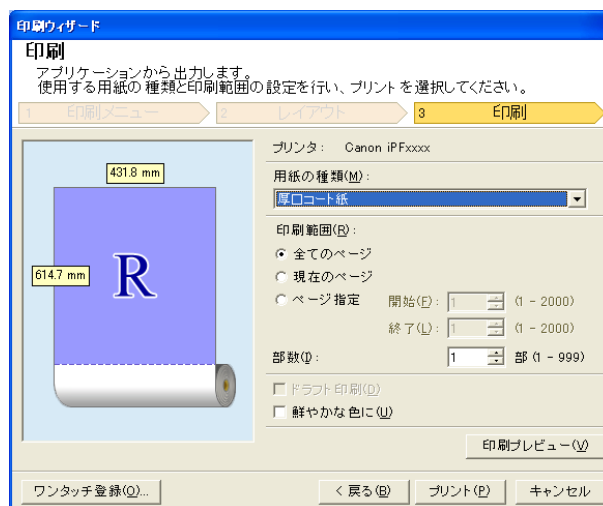 印刷ウィザード
印刷
アプリケーションから出力します。
使用する用紙の種類と印刷範囲の設定を行い、プリントを選択してください。
1 印刷メニュー 2 レイアウト 3 印刷
プリンタ: Canon iPFxxxx
431.8 mm
用紙の種類(M):
厚口コート紙
印刷範囲(R):
全てのページ
R
614.7 mm
現在のページ
ページ指定 開始(F): 1 (1 - 2000)
終了(L): 1 (1 - 2000)
部数(I): 1 部 (1 - 999)
ドラフト印刷(D)
鮮やかな色に(U)
印刷プレビュー(V)
ワンタッチ登録(O)... < 戻る(B) プリント(P) キャンセル